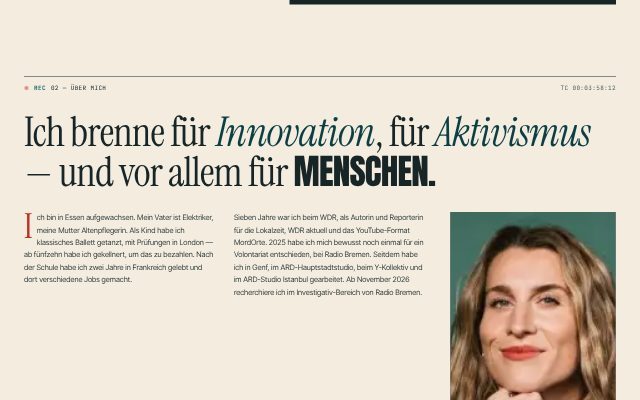 REC 02 — ÜBER MICH
TC 00:03:58:12
Ich brenne für Innovation, für Aktivismus
— und vor allem für MENSCHEN.
Ich bin in Essen aufgewachsen. Mein Vater ist Elektriker,
meine Mutter Altenpflegerin. Als Kind habe ich
klassisches Ballett getanzt, mit Prüfungen in London —
ab fünfzehn habe ich gekellnert, um das zu bezahlen. Nach
der Schule habe ich zwei Jahre in Frankreich gelebt und
dort verschiedene Jobs gemacht.
Sieben Jahre war ich beim WDR, als Autorin und Reporterin
für die Lokalzeit, WDR aktuell und das YouTube-Format
MordOrte. 2025 habe ich mich bewusst noch einmal für ein
Volontariat entschieden, bei Radio Bremen. Seitdem habe
ich in Genf, im ARD-Hauptstadtstudio, beim Y-Kollektiv und
im ARD-Studio Istanbul gearbeitet. Ab November 2026
recherchiere ich im Investigativ-Bereich von Radio Bremen.